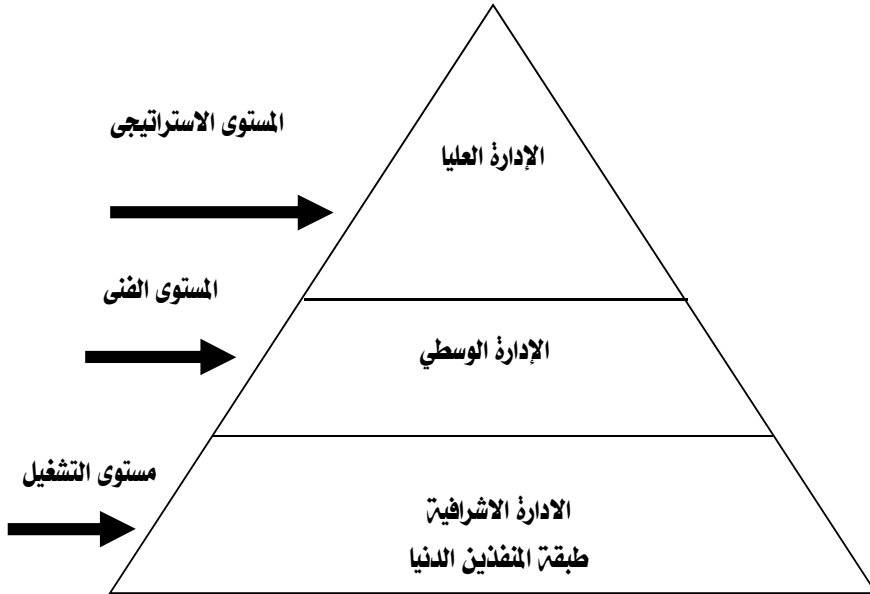 المستوى الاستراتيجى
الإدارة العليا
المستوى الفنى
الإدارة الوسطي
مستوى التشغيل
الادارة الاشرافية
طبقة المنفذين الدنيا